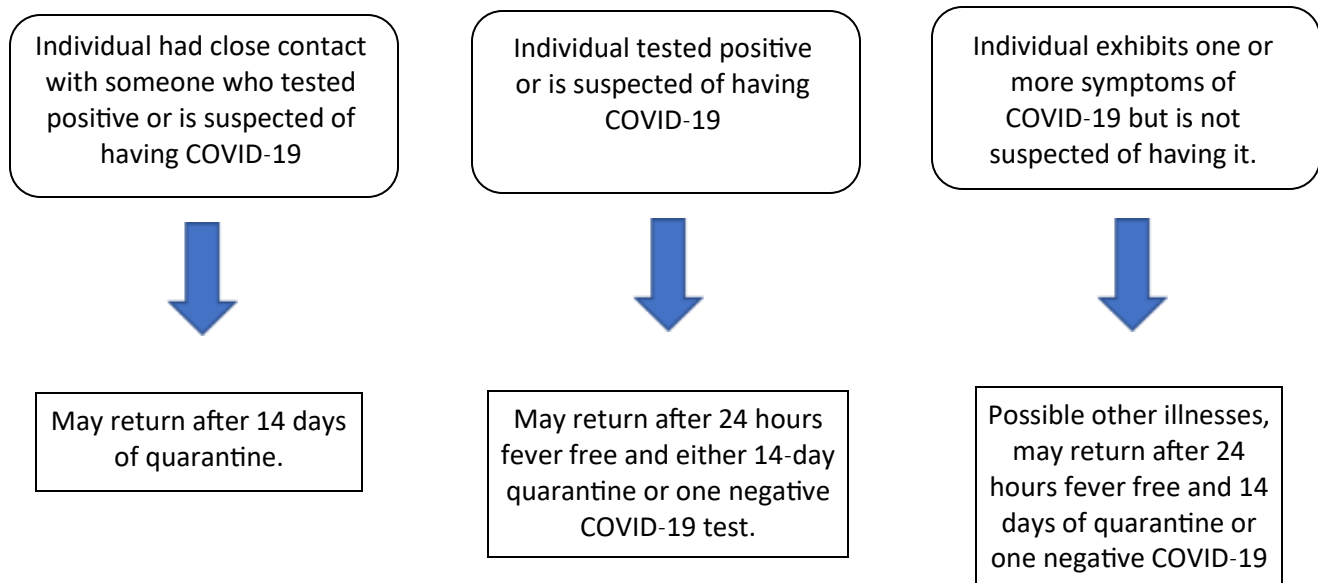 Individual had close contact
with someone who tested
positive or is suspected of
having COVID-19
Individual tested positive
or is suspected of having
COVID-19
Individual exhibits one or
more symptoms of
COVID-19 but is not
suspected of having it.
May return after 14 days
of quarantine.
May return after 24 hours
fever free and either 14-day
quarantine or one negative
COVID-19 test.
Possible other illnesses,
may return after 24
hours fever free and 14
days of quarantine or
one negative COVID-19